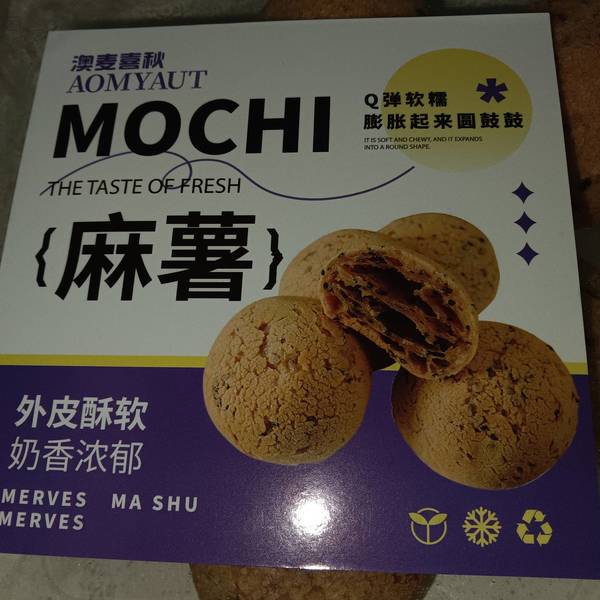 澳麦喜秋
AOMYAUT
MOCHI
THE TASTE OF FRESH
{麻薯}
Q弹软糯
膨胀起来圆鼓鼓
IT IS SOFT AND CHEWY, AND IT EXPANDS
INTO A ROUND SHAPE.
外皮酥软
奶香浓郁
MERVES MA SHU
MERVES